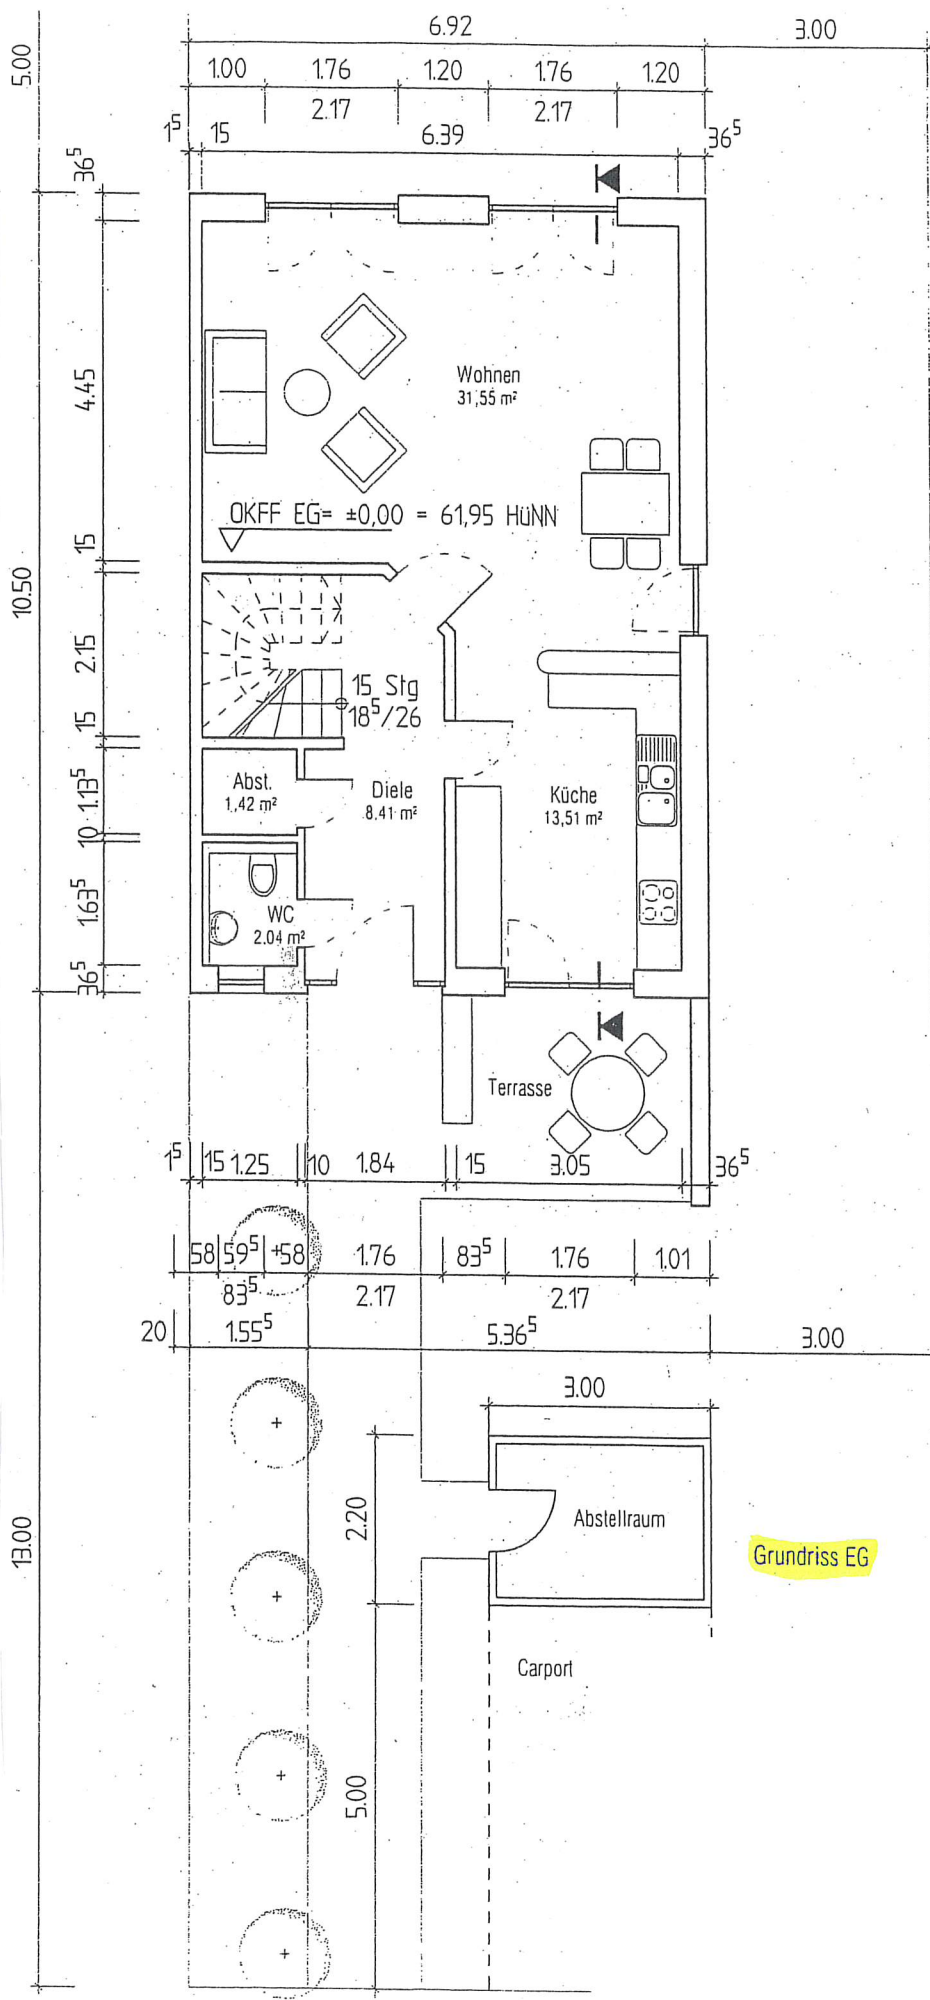 6.92
3.00
5.00
1.00 1.76 1.20 1.76 1.20
2.17 2.17
1⁵ 15 6.39 36⁵
36⁵
4.45
Wohnen
31,55 m²
OKFF EG= ±0,00 = 61,95 HüNN
15
10.50
2.15
15 Stg
18⁵/26
15
1.13⁵
Abst.
1,42 m²
Diele
8.41 m²
Küche
13,51 m²
10
1.63⁵
WC
2.04 m²
36⁵
Terrasse
1⁵ 15 1.25 10 1.84 15 3.05 36⁵
58 59⁵ 58 1.76 83⁵ 1.76 1.01
83⁵ 2.17 2.17
20 1.55⁵ 5.36⁵ 3.00
3.00
2.20
Abstellraum
13.00
Grundriss EG
Carport
5.00